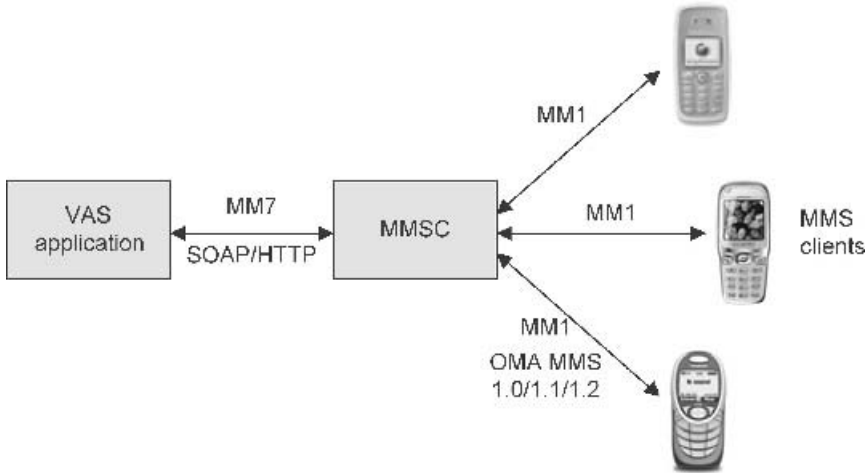 MM1
VAS
application
MM7
SOAP/HTTP
MMSC
MM1
MMS
clients
MM1
OMA MMS
1.0/1.1/1.2